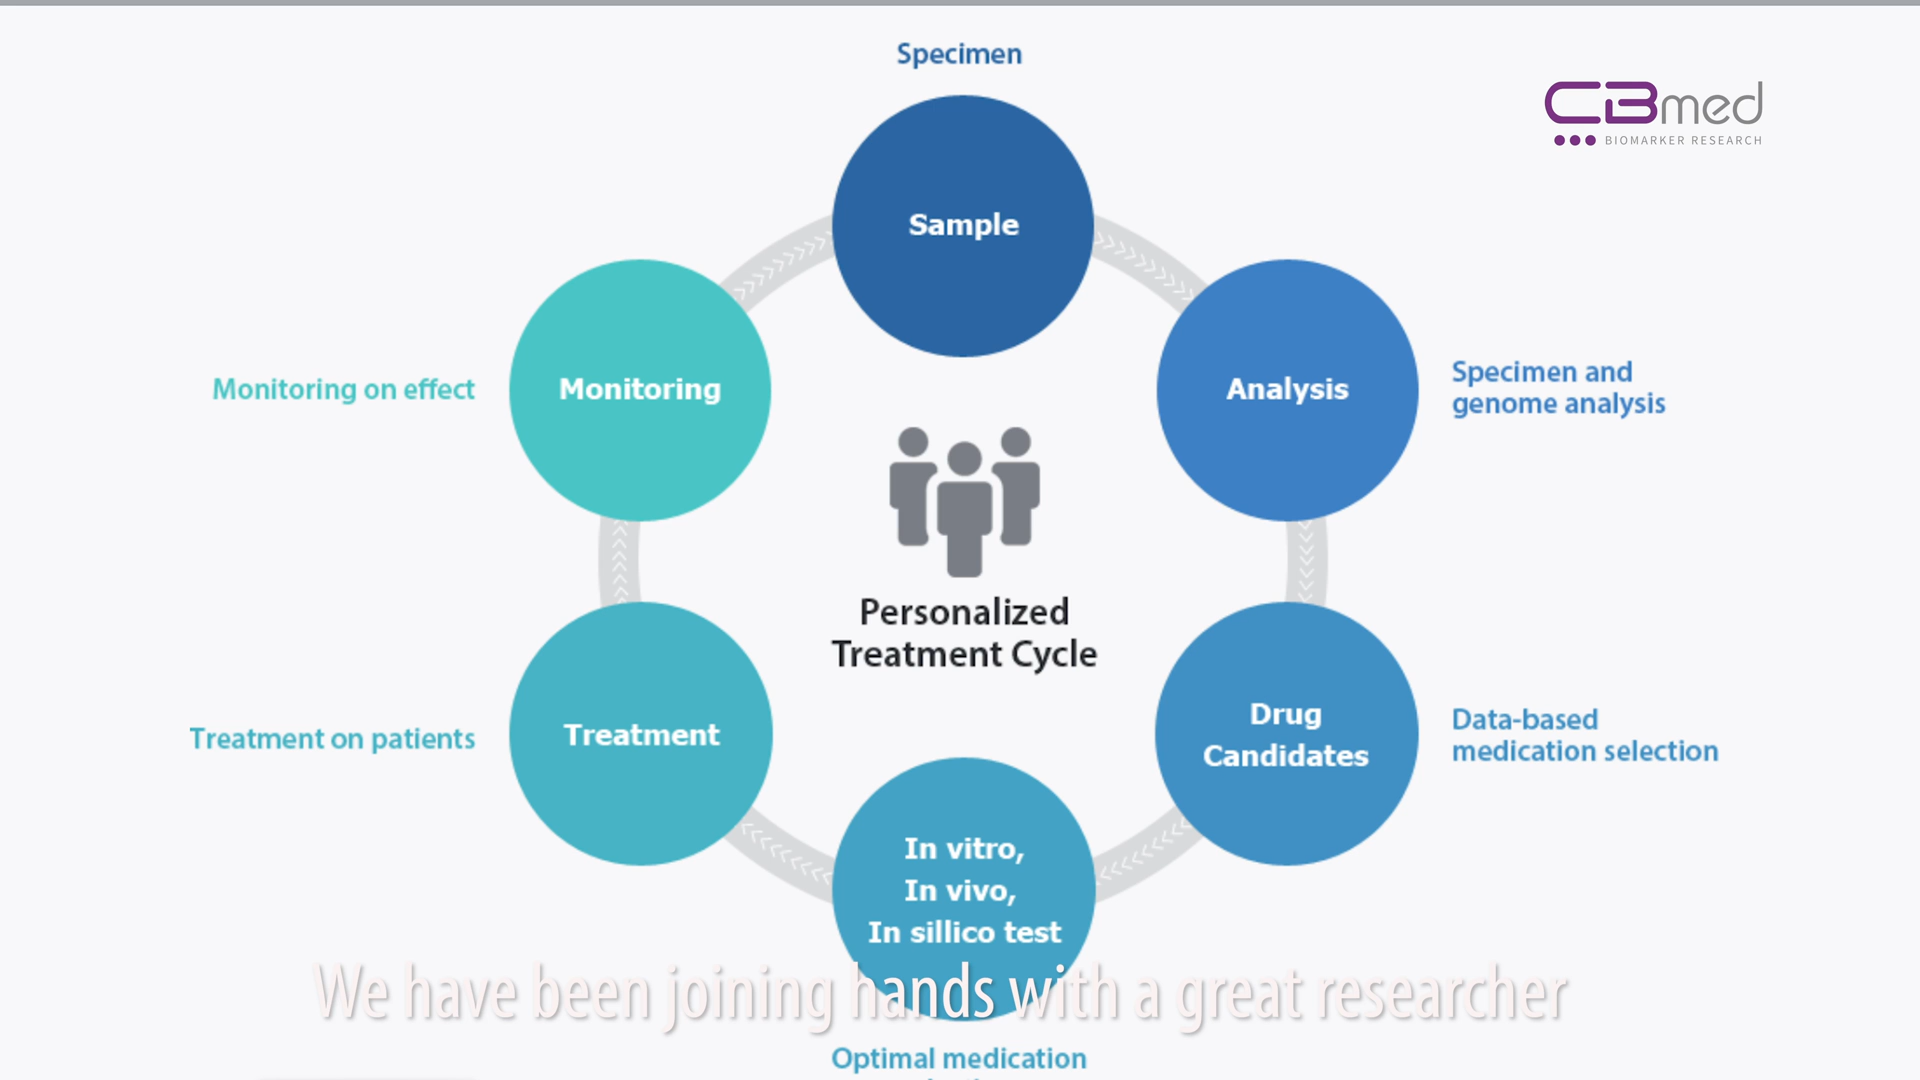 Specimen
CBmed
BIOMARKER RESEARCH
Sample
Monitoring on effect
Monitoring
Analysis
Specimen and
genome analysis
Personalized
Treatment Cycle
Treatment on patients
Treatment
Drug
Candidates
Data-based
medication selection
In vitro,
In vivo,
In sillico test
We have been joining hands with a great researcher
Optimal medication